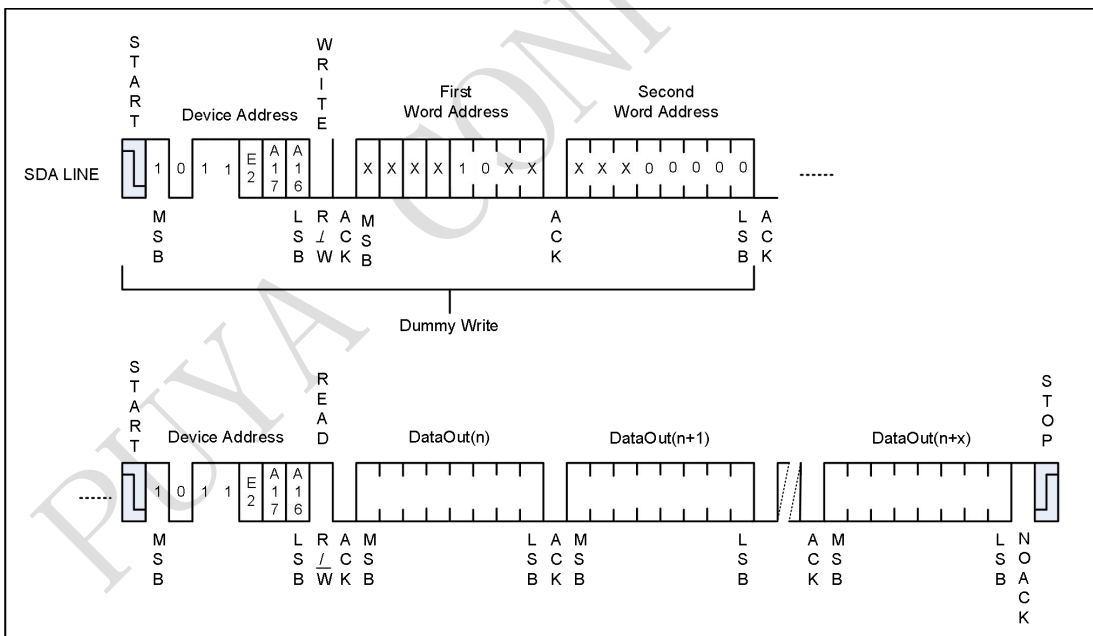 START
WRITE
Device Address
First
Word Address
Second
Word Address
SDA LINE
1 0 1 1 E2 A17 A16
X X X X 1 0 X X
X X X 0 0 0 0 0
MSB
LSB
R/W
ACK
MSB
ACK
LSB
ACK
Dummy Write
START
READ
STOP
Device Address
DataOut(n)
DataOut(n+1)
DataOut(n+x)
1 0 1 1 E2 A17 A16
MSB
LSB
R/W
ACK
MSB
LSB
ACK
MSB
LSB
ACK
MSB
LSB
NOACK
PUYA CONI